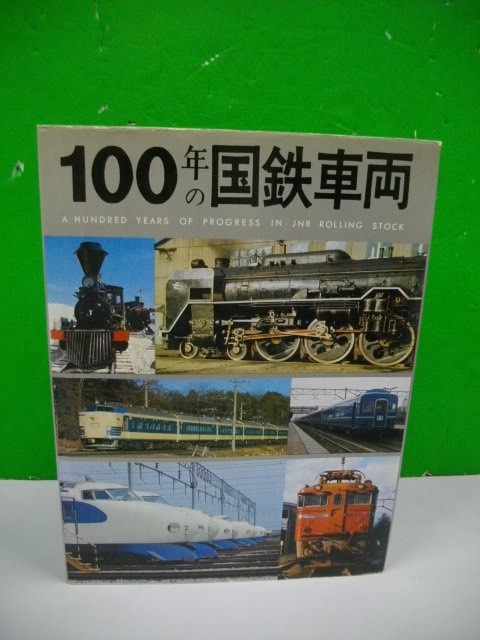 100年の国鉄車両
A HUNDRED YEARS OF PROGRESS IN JNR ROLLING STOCK